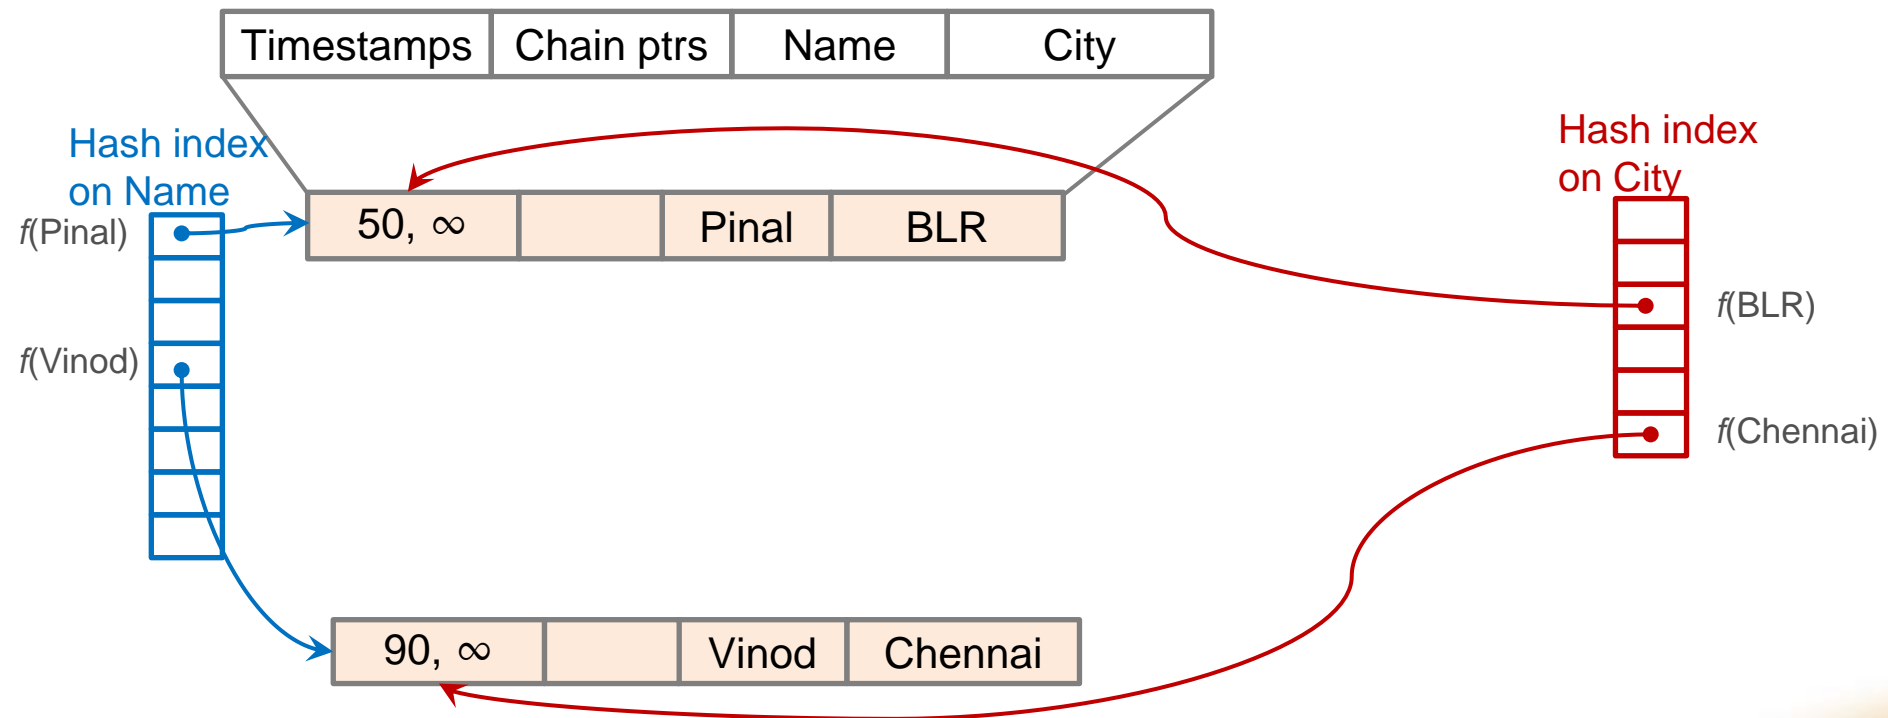 Timestamps Chain ptrs Name City
Hash index
on Name
Hash index
on City
f(Pinal)
50, ∞ Pinal BLR
f(BLR)
f(Vinod)
f(Chennai)
90, ∞ Vinod Chennai